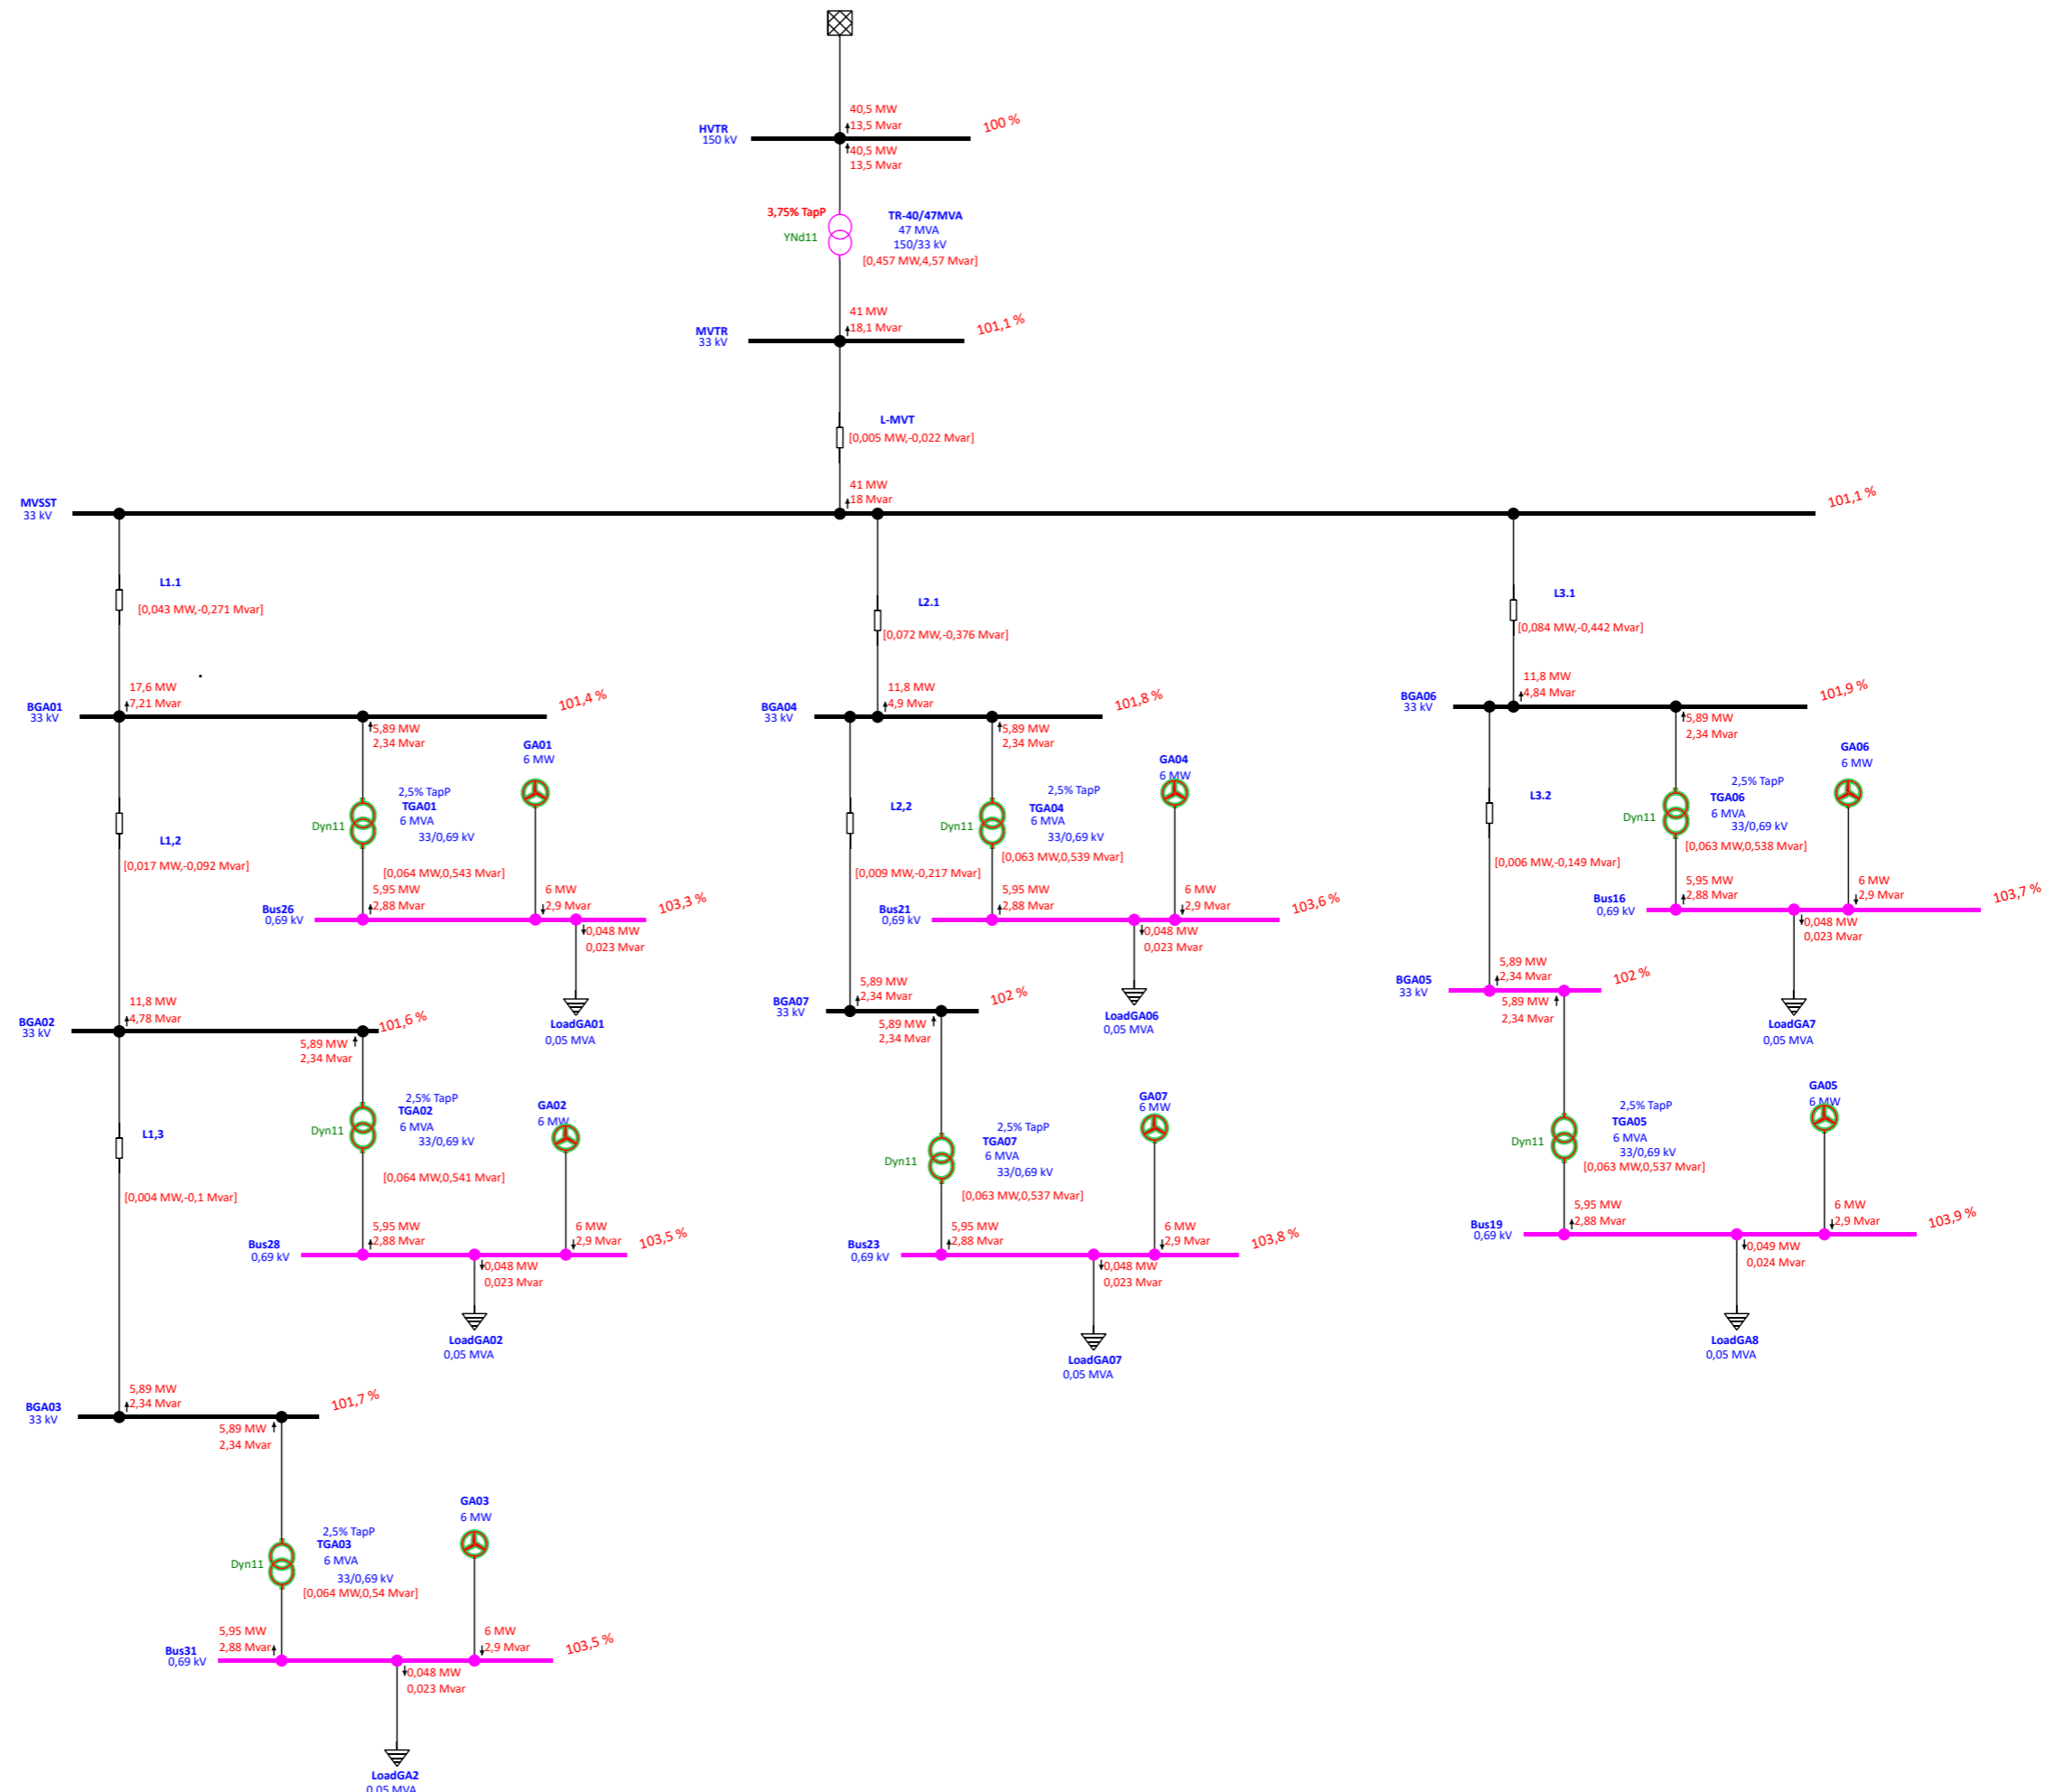 40,5 MW
13,5 Mvar
HVTR
150 kV
100 %
40,5 MW
13,5 Mvar
3,75% TapP
YNd11
TR-40/47MVA
47 MVA
150/33 kV
[0,457 MW,4,57 Mvar]
41 MW
18,1 Mvar
MVTR
33 kV
101,1 %
L-MVT
[0,005 MW,-0,022 Mvar]
41 MW
18 Mvar
MVSST
33 kV
101,1 %
L1.1
[0,043 MW,-0,271 Mvar]
17,6 MW
7,21 Mvar
BGA01
33 kV
101,4 %
5,89 MW
2,34 Mvar
GA01
6 MW
2,5% TapP
TGA01
6 MVA
33/0,69 kV
Dyn11
[0,064 MW,0,543 Mvar]
5,95 MW
2,88 Mvar
6 MW
2,9 Mvar
Bus26
0,69 kV
103,3 %
0,048 MW
0,023 Mvar
LoadGA01
0,05 MVA
L1,2
[0,017 MW,-0,092 Mvar]
11,8 MW
4,78 Mvar
BGA02
33 kV
101,6 %
5,89 MW
2,34 Mvar
2,5% TapP
TGA02
6 MVA
33/0,69 kV
Dyn11
[0,064 MW,0,541 Mvar]
GA02
6 MW
5,95 MW
2,88 Mvar
6 MW
2,9 Mvar
Bus28
0,69 kV
103,5 %
0,048 MW
0,023 Mvar
LoadGA02
0,05 MVA
L1,3
[0,004 MW,-0,1 Mvar]
5,89 MW
2,34 Mvar
BGA03
33 kV
101,7 %
5,89 MW
2,34 Mvar
GA03
6 MW
2,5% TapP
TGA03
6 MVA
33/0,69 kV
Dyn11
[0,064 MW,0,54 Mvar]
5,95 MW
2,88 Mvar
6 MW
2,9 Mvar
Bus31
0,69 kV
103,5 %
0,048 MW
0,023 Mvar
LoadGA2
0,05 MVA
L2.1
[0,072 MW,-0,376 Mvar]
11,8 MW
4,9 Mvar
BGA04
33 kV
101,8 %
5,89 MW
2,34 Mvar
GA04
6 MW
2,5% TapP
TGA04
6 MVA
33/0,69 kV
Dyn11
[0,063 MW,0,539 Mvar]
L2,2
[0,009 MW,-0,217 Mvar]
5,95 MW
2,88 Mvar
6 MW
2,9 Mvar
Bus21
0,69 kV
103,6 %
0,048 MW
0,023 Mvar
LoadGA06
0,05 MVA
5,89 MW
2,34 Mvar
BGA07
33 kV
102 %
5,89 MW
2,34 Mvar
GA07
6 MW
2,5% TapP
TGA07
6 MVA
33/0,69 kV
Dyn11
[0,063 MW,0,537 Mvar]
5,95 MW
2,88 Mvar
6 MW
2,9 Mvar
Bus23
0,69 kV
103,8 %
0,048 MW
0,023 Mvar
LoadGA07
0,05 MVA
L3.1
[0,084 MW,-0,442 Mvar]
11,8 MW
4,84 Mvar
BGA06
33 kV
101,9 %
5,89 MW
2,34 Mvar
GA06
6 MW
2,5% TapP
TGA06
6 MVA
33/0,69 kV
Dyn11
[0,063 MW,0,538 Mvar]
L3.2
[0,006 MW,-0,149 Mvar]
5,95 MW
2,88 Mvar
6 MW
2,9 Mvar
Bus16
0,69 kV
103,7 %
0,048 MW
0,023 Mvar
LoadGA7
0,05 MVA
5,89 MW
2,34 Mvar
BGA05
33 kV
102 %
5,89 MW
2,34 Mvar
GA05
6 MW
2,5% TapP
TGA05
6 MVA
33/0,69 kV
Dyn11
[0,063 MW,0,537 Mvar]
5,95 MW
2,88 Mvar
6 MW
2,9 Mvar
Bus19
0,69 kV
103,9 %
0,049 MW
0,024 Mvar
LoadGA8
0,05 MVA